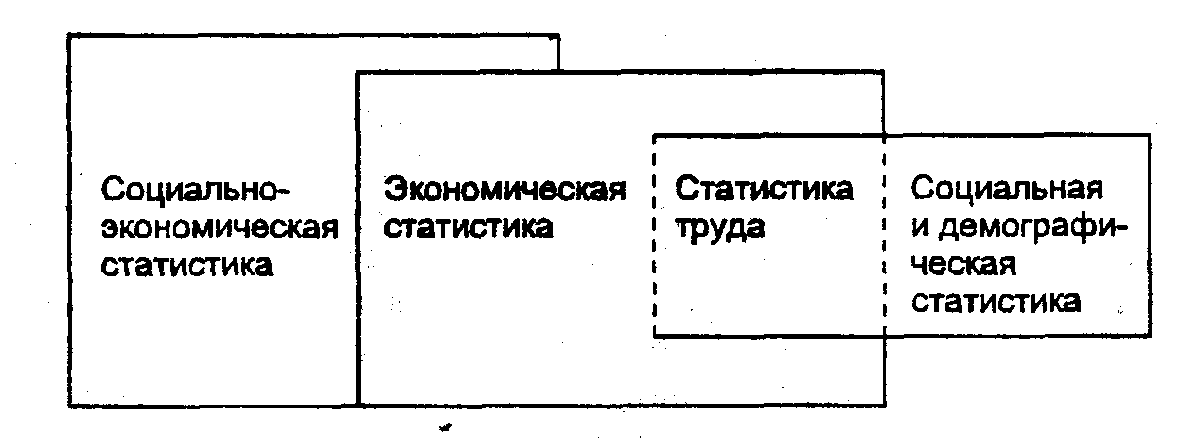 Социально-
экономическая
статистика
Экономическая
статистика
Статистика
труда
Социальная
и демографи-
ческая
статистика